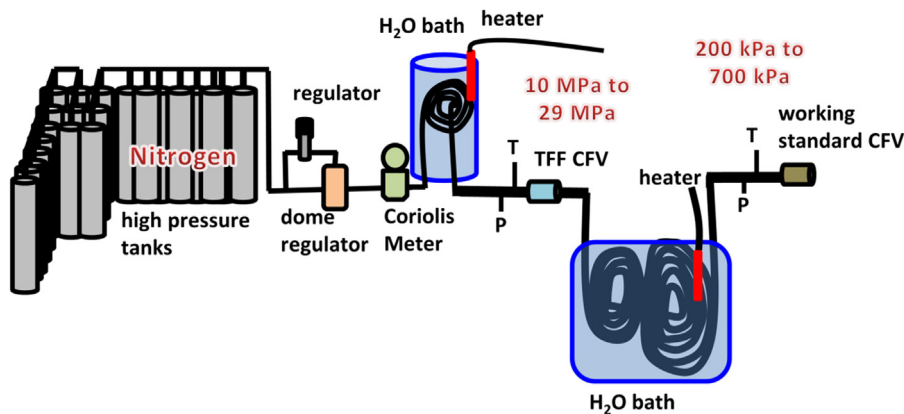 H₂O bath
heater
200 kPa to
700 kPa
10 MPa to
29 MPa
regulator
working
standard CFV
T
T
TFF CFV
Nitrogen
heater
P
P
high pressure
tanks
dome
regulator
Coriolis
Meter
H₂O bath